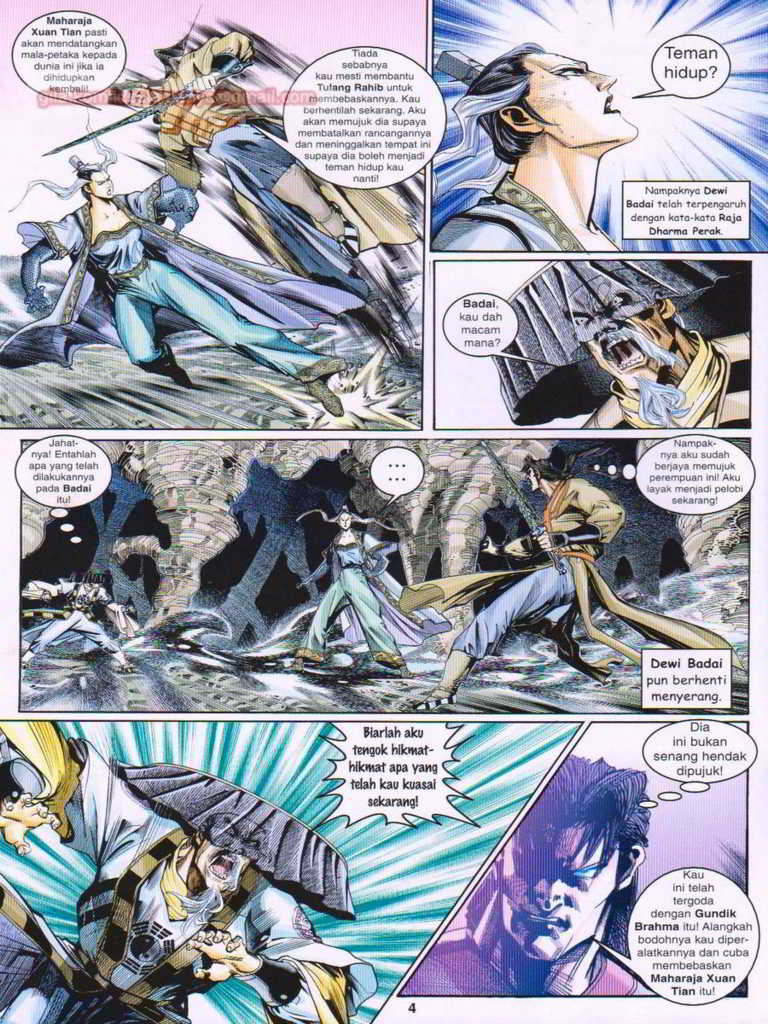 Maharaja
Xuan Tian pasti
akan mendatangkan
mala-petaka kepada
dunia ini jika ia
dihidupkan
kembali!
Tiada
sebabnya
kau mesti membantu
Tulang Rahib untuk
membebaskannya. Kau
berhentilah sekarang. Aku
akan memujuk dia supaya
membatalkan rancangannya
dan meninggalkan tempat ini
supaya dia boleh menjadi
teman hidup kau
nanti!
Teman
hidup?
Nampaknya Dewi
Badai telah terpengaruh
dengan kata-kata Raja
Dharma Perak.
Badai,
kau dah
macam
mana?
Jahat-
nya! Entahlah
apa yang telah
dilakukannya
pada Badai
itu!
...
...
Nampak-
nya aku sudah
berjaya memujuk
perempuan ini! Aku
layak menjadi pelobi
sekarang!
Dewi Badai
pun berhenti
menyerang.
Biarlah aku
tengok hikmat-
hikmat apa yang
telah kau kuasai
sekarang!
Dia
ini bukan
senang hendak
dipujuk!
Kau
ini telah
tergoda
dengan Gundik
Brahma itu! Alangkah
bodohnya kau diper-
alatkannya dan cuba
membebaskan
Maharaja Xuan
Tian itu!
4